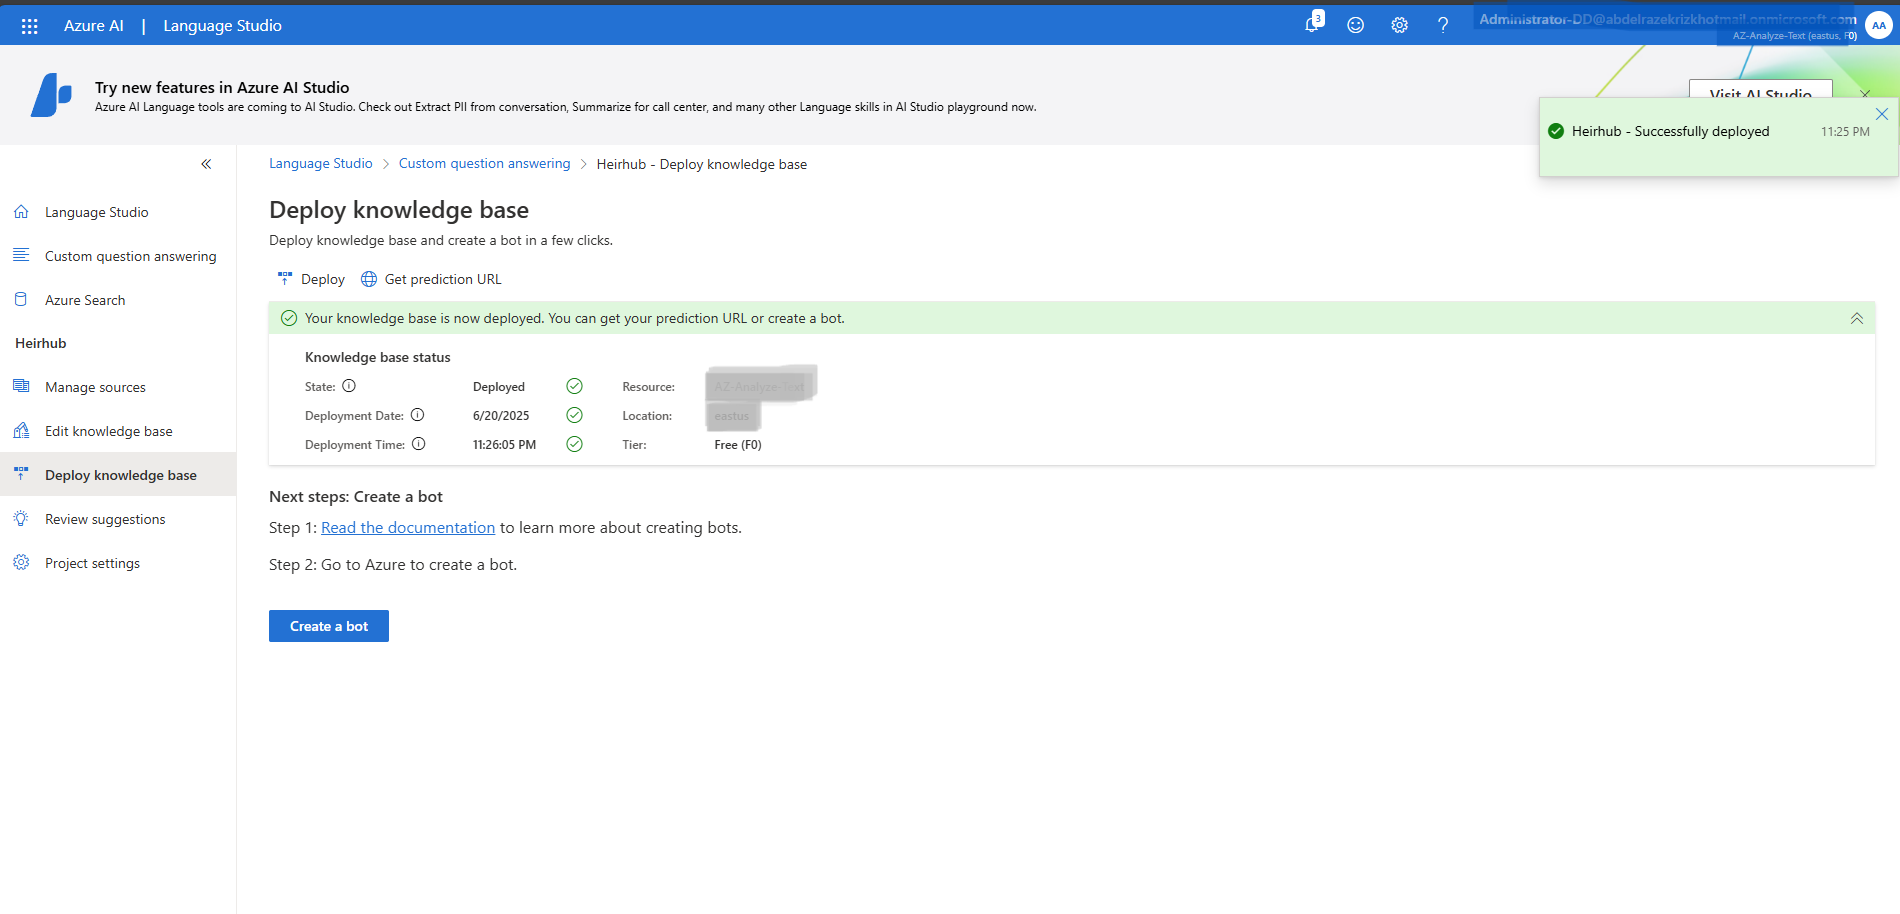 Azure AI | Language Studio
3
AA
Try new features in Azure AI Studio
Azure AI Language tools are coming to AI Studio. Check out Extract PII from conversation, Summarize for call center, and many other Language skills in AI Studio playground now.
Visit AI Studio
Heirhub - Successfully deployed 11:25 PM
Language Studio > Custom question answering > Heirhub - Deploy knowledge base
Language Studio
Custom question answering
Azure Search
Heirhub
Manage sources
Edit knowledge base
Deploy knowledge base
Review suggestions
Project settings
Deploy knowledge base
Deploy knowledge base and create a bot in a few clicks.
Deploy Get prediction URL
Your knowledge base is now deployed. You can get your prediction URL or create a bot.
Knowledge base status
State: Deployed Resource: AZ-Analyze-Text
Deployment Date: 6/20/2025 Location: eastus
Deployment Time: 11:26:05 PM Tier: Free (F0)
Next steps: Create a bot
Step 1: Read the documentation to learn more about creating bots.
Step 2: Go to Azure to create a bot.
Create a bot